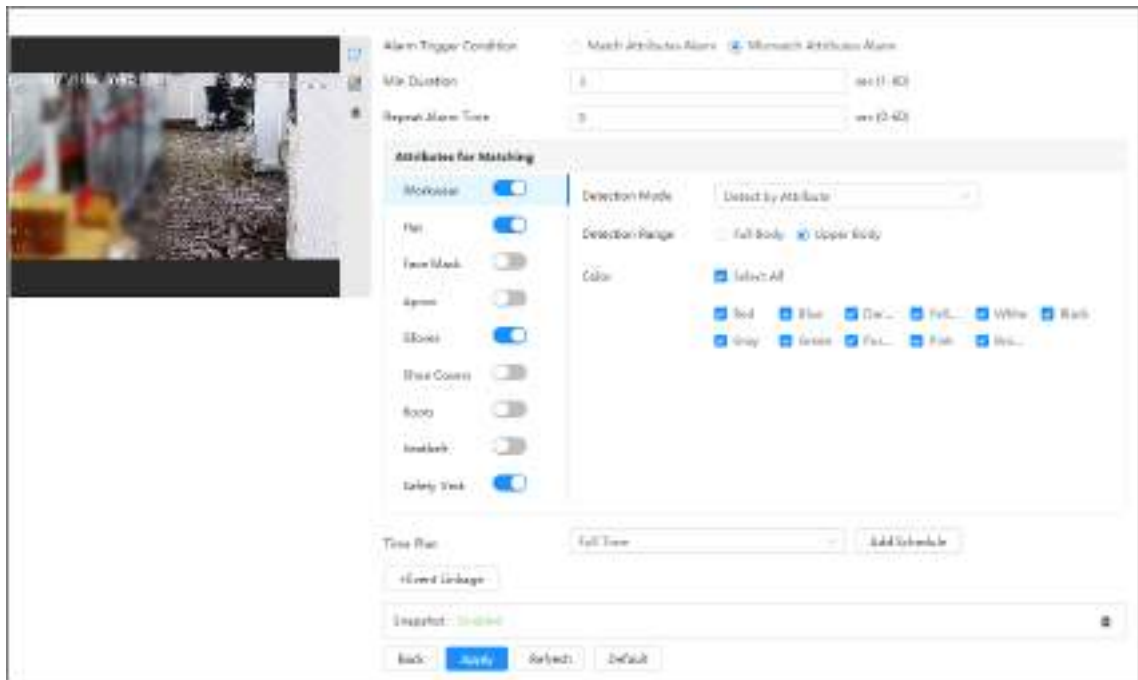 Alarm Trigger Condition Match Attributes Alarm Mismatch Attributes Alarm
Min Duration sec (1-60)
Repeat Alarm Time sec (0-60)
Attributes for Matching
Workwear
Detection Mode Detect by Attribute
Hat
Detection Range Full Body Upper Body
Face Mask
Color Select All
Apron
Red Blue Yell... White Black
Gloves
Gray Green Pink
Shoe Covers
Boots
Seatbelt
Safety Vest
Time Plan Full Time Add Schedule
+Event Linkage
Snapshot Enabled
Back Apply Refresh Default